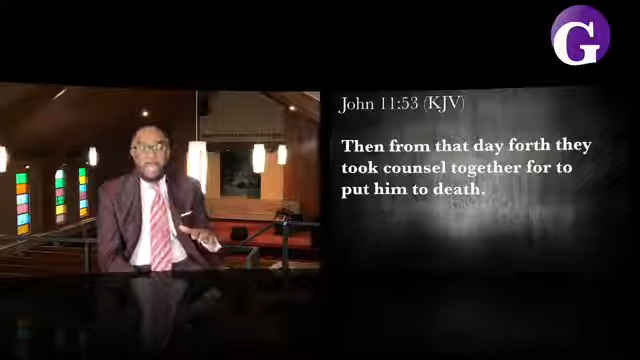 G
John 11:53 (KJV)
Then from that day forth they
took counsel together for to
put him to death.